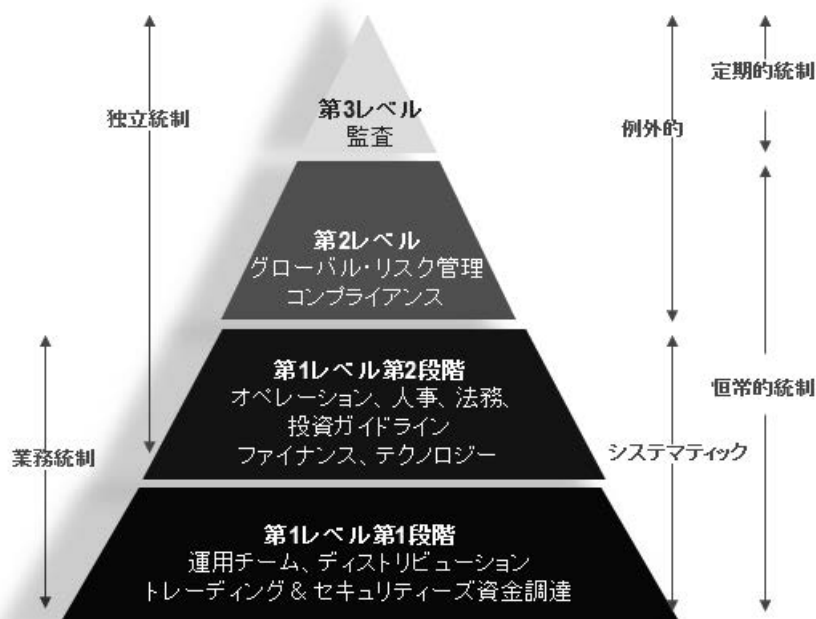 定期的統制
独立統制
第3レベル
監査
例外的
第2レベル
グローバル・リスク管理
コンプライアンス
第1レベル第2段階
オペレーション、人事、法務、
投資ガイドライン
ファイナンス、テクノロジー
恒常的統制
業務統制
システマティック
第1レベル第1段階
運用チーム、ディストリビューション
トレーディング＆セキュリティーズ資金調達